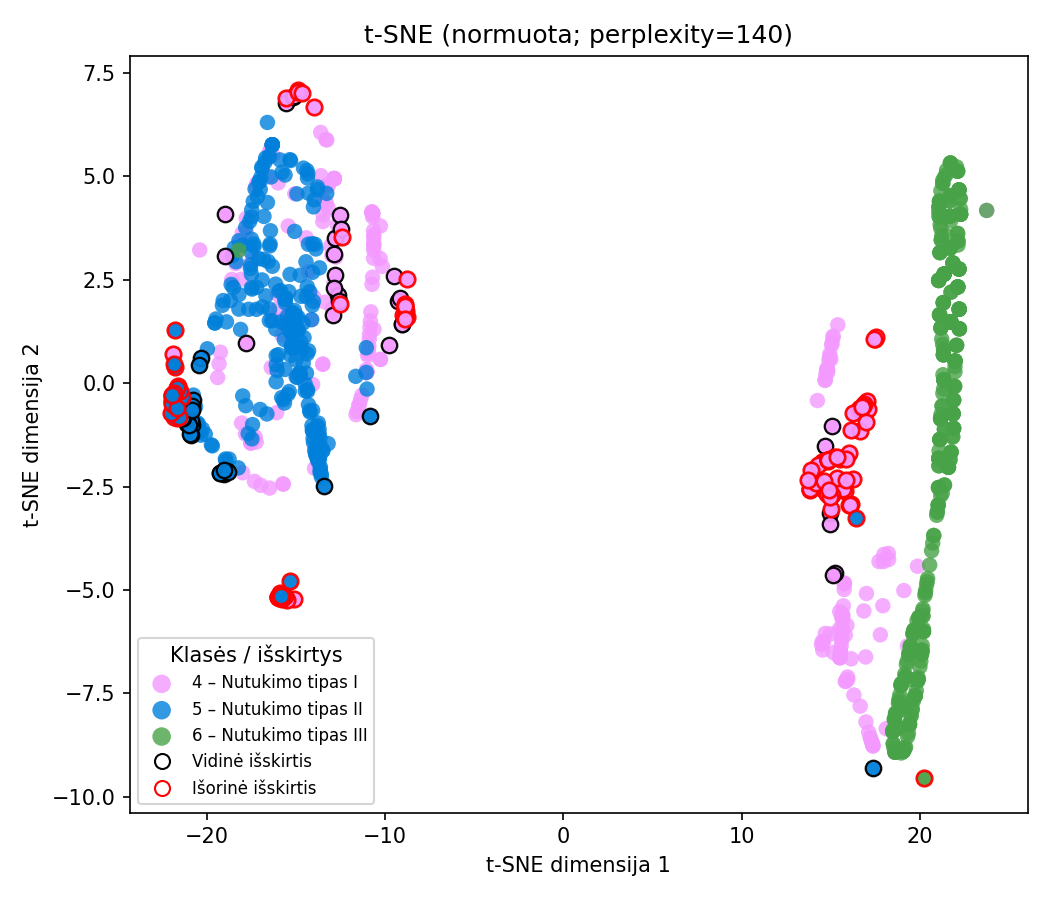 t-SNE (normuota; perplexity=140)
7.5
5.0
2.5
0.0
−2.5
−5.0
−7.5
−10.0
t-SNE dimensija 2
Klasės / išskirtys
4 – Nutukimo tipas I
5 – Nutukimo tipas II
6 – Nutukimo tipas III
Vidinė išskirtis
Išorinė išskirtis
−20 −10 0 10 20
t-SNE dimensija 1